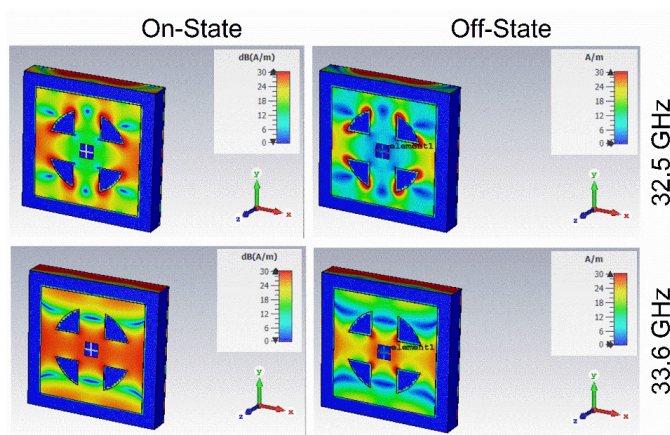 On-State Off-State
dB(A/m) A/m
30 30
24 24
18 18
12 12
6 6
0 0
element1
y y
z x z x
32.5 GHz
dB(A/m) A/m
30 30
24 24
18 18
12 12
6 6
0 0
element1
y y
z x z x
33.6 GHz